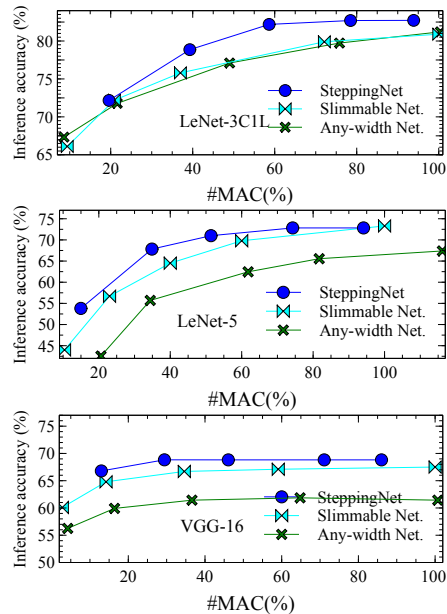 Inference accuracy (%)
80
75
70
65
StepppingNet
Slimmable Net.
Any-width Net.
LeNet-3C1L
0 20 40 60 80 100
#MAC(%)
Inference accuracy (%)
75
70
65
60
55
50
45
SteppingNet
Slimmable Net.
Any-width Net.
LeNet-5
20 40 60 80 100
#MAC(%)
Inference accuracy (%)
80
75
70
65
60
55
50
SteppingNet
Slimmable Net.
Any-width Net.
VGG-16
20 40 60 80 100
#MAC(%)